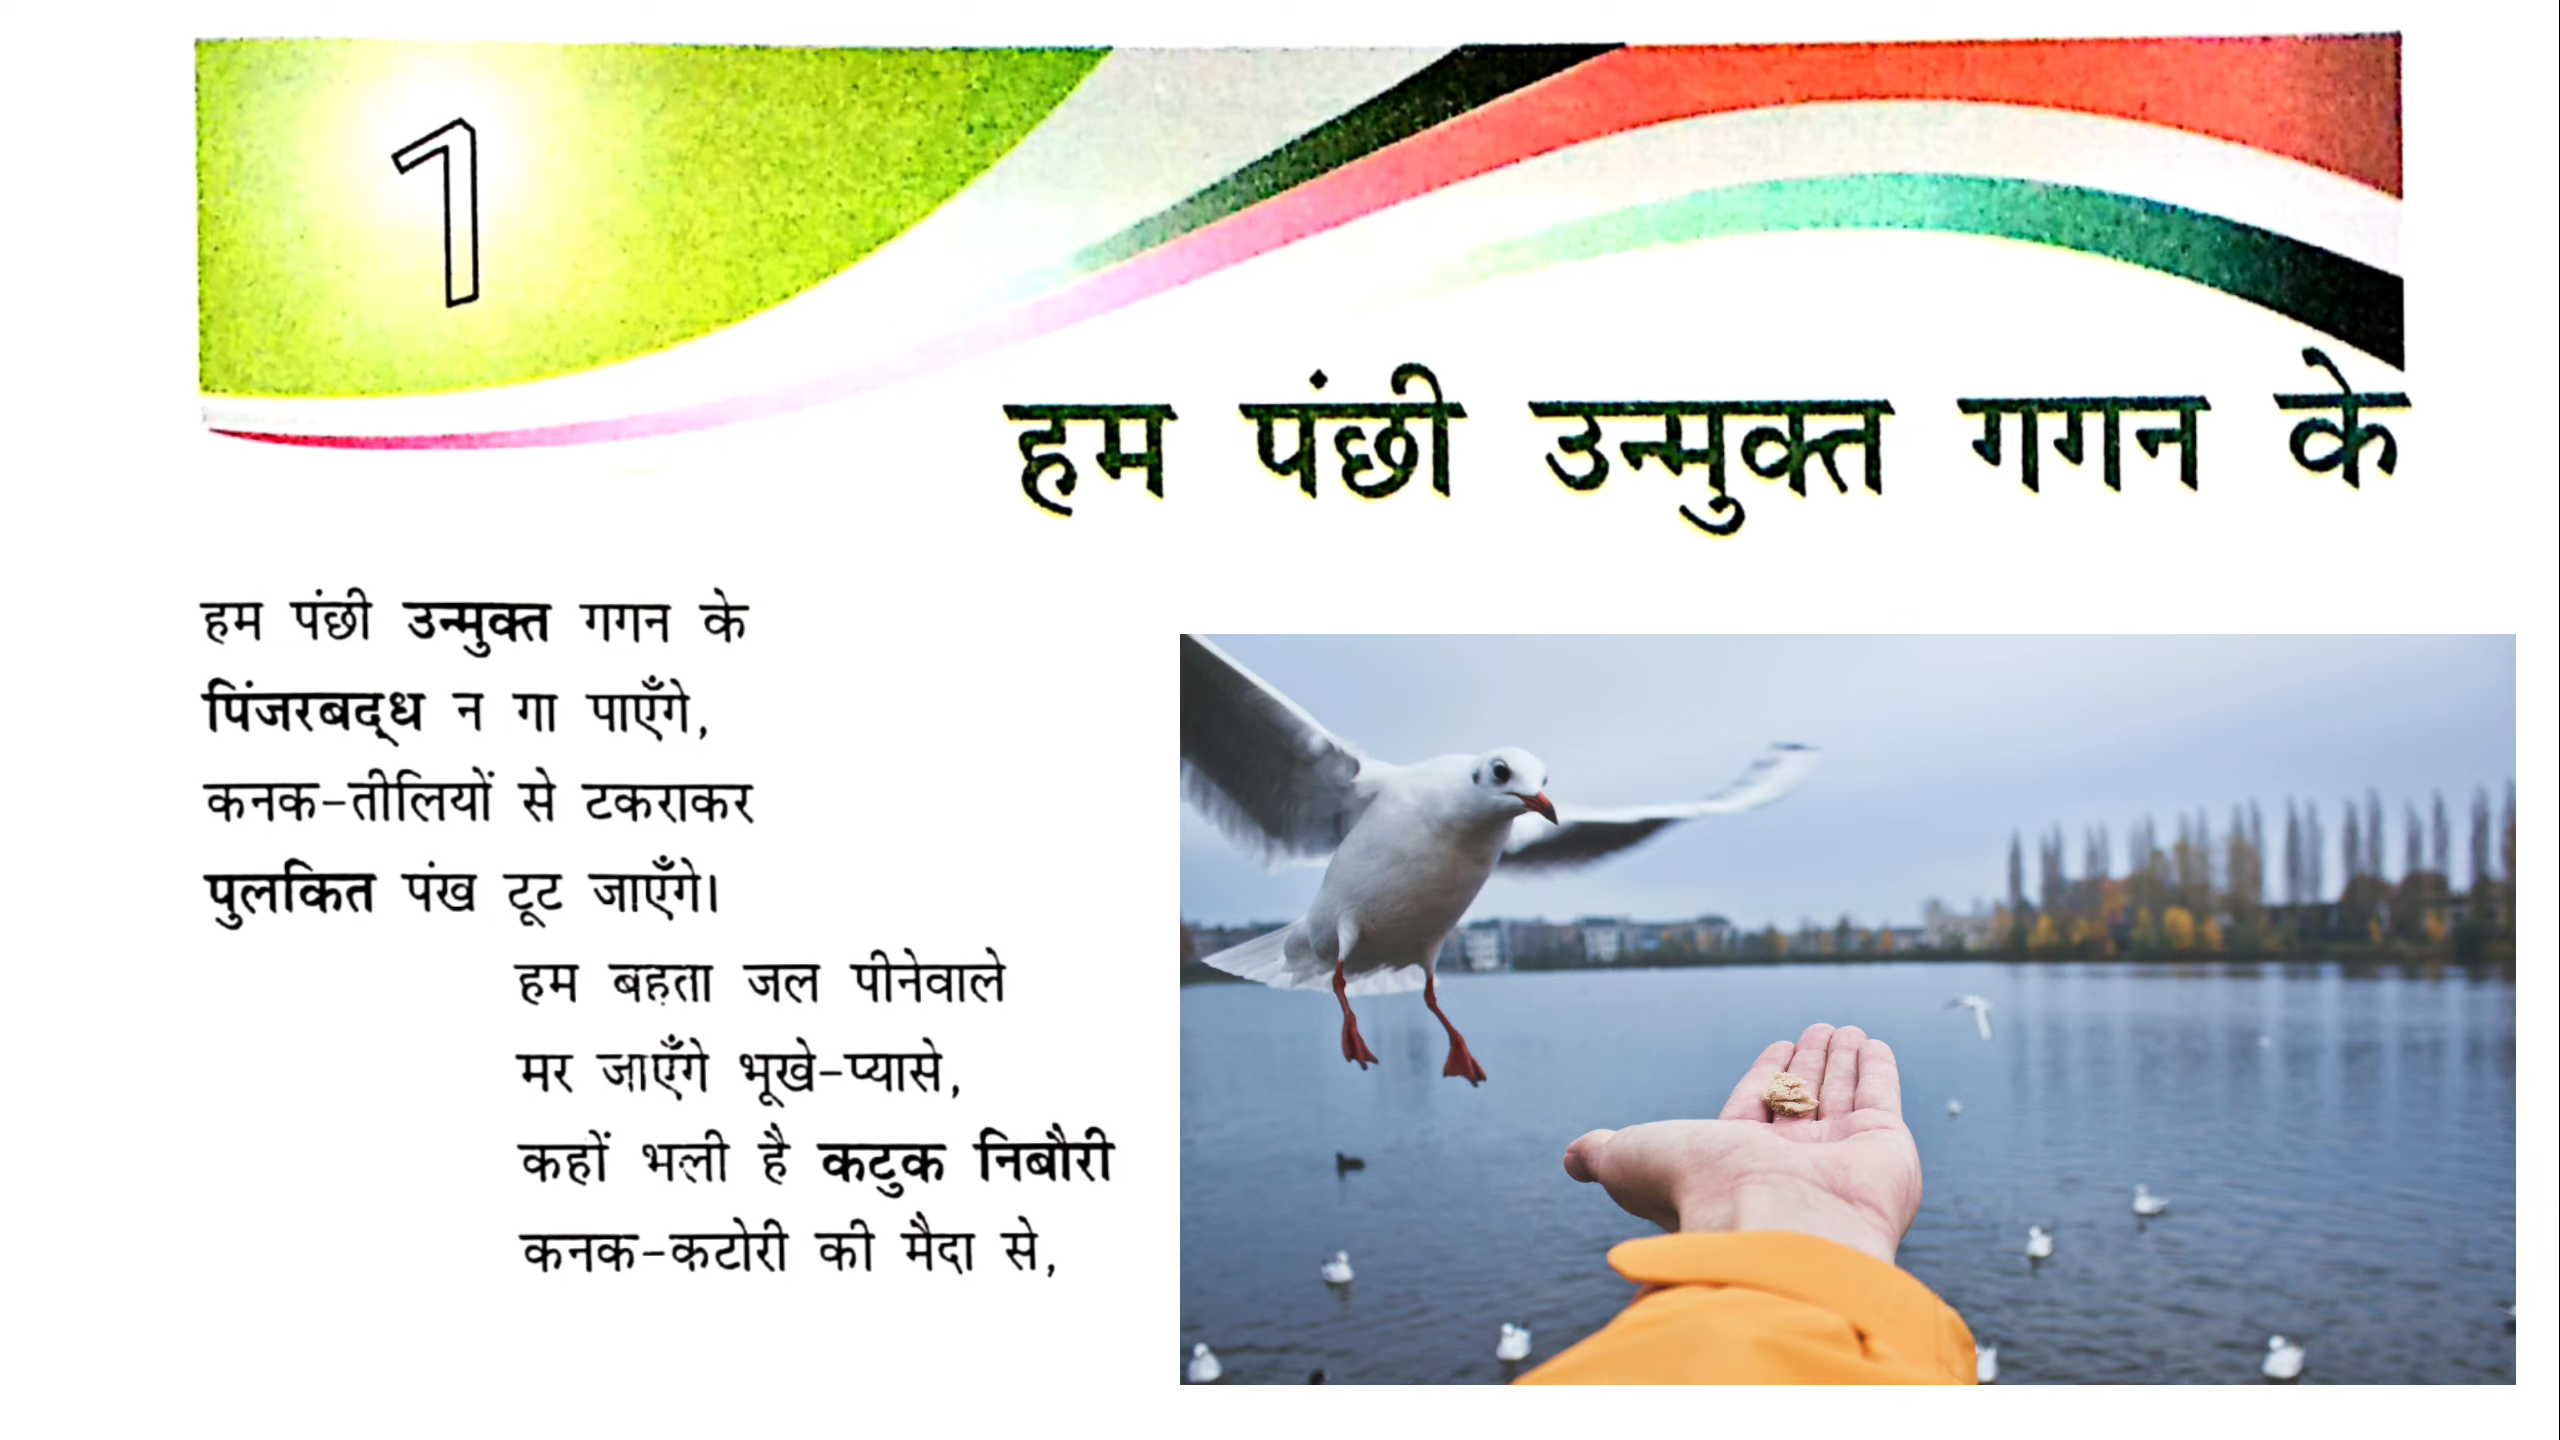 1
हम पंछी उन्मुक्त गगन के
हम पंछी उन्मुक्त गगन के
पिंजरबद्ध न गा पाएँगे,
कनक-तीलियों से टकराकर
पुलकित पंख टूट जाएँगे।
हम बहता जल पीनेवाले
मर जाएँगे भूखे-प्यासे,
कहीं भली है कटुक निबौरी
कनक-कटोरी की मैदा से,